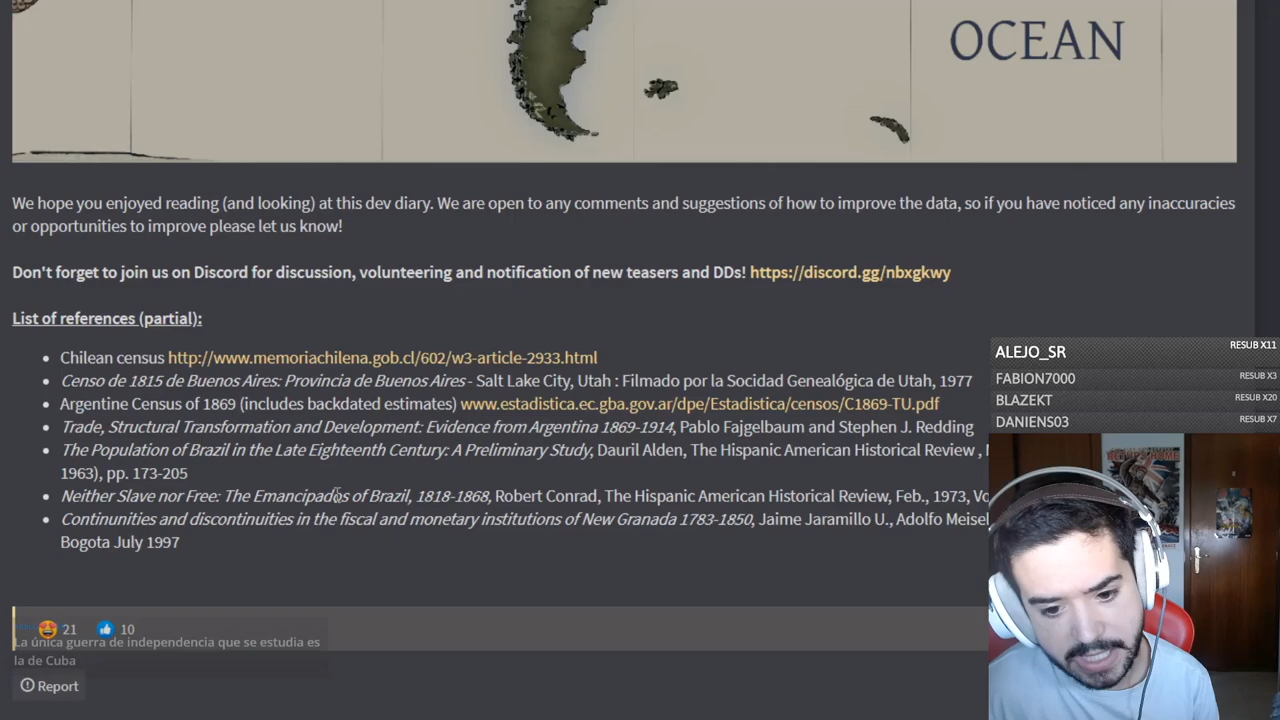 OCEAN
We hope you enjoyed reading (and looking) at this dev diary. We are open to any comments and suggestions of how to improve the data, so if you have noticed any inaccuracies
or opportunities to improve please let us know!
Don't forget to join us on Discord for discussion, volunteering and notification of new teasers and DDs! https://discord.gg/nbxgkwy
List of references (partial):
Chilean census http://www.memoriachilena.gob.cl/602/w3-article-2933.html
Censo de 1815 de Buenos Aires: Provincia de Buenos Aires - Salt Lake City, Utah : Filmado por la Socidad Genealógica de Utah, 1977
Argentine Census of 1869 (includes backdated estimates) www.estadistica.ec.gba.gov.ar/dpe/Estadistica/censos/C1869-TU.pdf
Trade, Structural Transformation and Development: Evidence from Argentina 1869-1914, Pablo Fajgelbaum and Stephen J. Redding
The Population of Brazil in the Late Eighteenth Century: A Preliminary Study, Dauril Alden, The Hispanic American Historical Review ,
1963), pp. 173-205
Neither Slave nor Free: The Emancipados of Brazil, 1818-1868, Robert Conrad, The Hispanic American Historical Review, Feb., 1973,
Continunities and discontinuities in the fiscal and monetary institutions of New Granada 1783-1850, Jaime Jaramillo U., Adolfo Meisel
Bogota July 1997
21
10
La única guerra de independencia que se estudia es
la de Cuba
Report
ALEJO_SR RESUB X11
FABION7000 RESUB X3
BLAZEKT RESUB X20
DANIENS03 RESUB X7